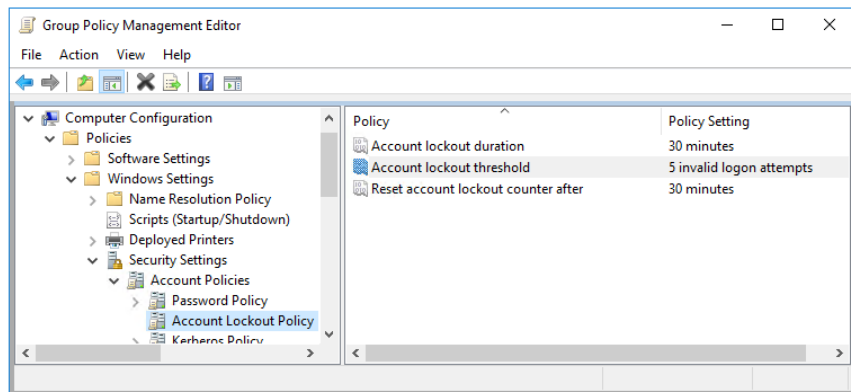 Group Policy Management Editor
File Action View Help
Computer Configuration
Policies
Software Settings
Windows Settings
Name Resolution Policy
Scripts (Startup/Shutdown)
Deployed Printers
Security Settings
Account Policies
Password Policy
Account Lockout Policy
Kerberos Policy
Policy Policy Setting
Account lockout duration 30 minutes
Account lockout threshold 5 invalid logon attempts
Reset account lockout counter after 30 minutes